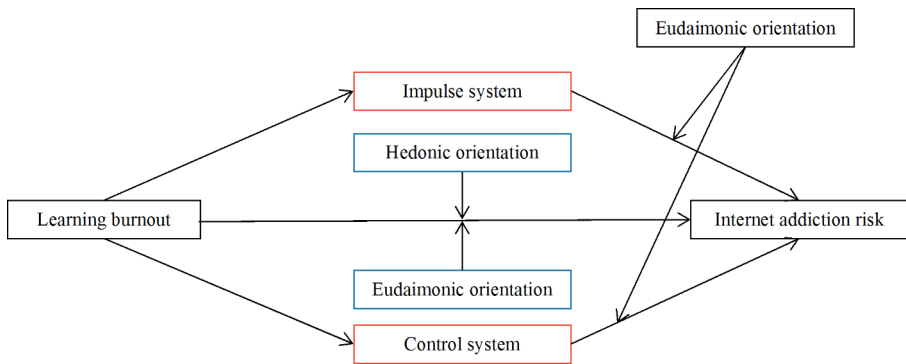 Eudaimonic orientation
Impulse system
Hedonic orientation
Learning burnout
Internet addiction risk
Eudaimonic orientation
Control system